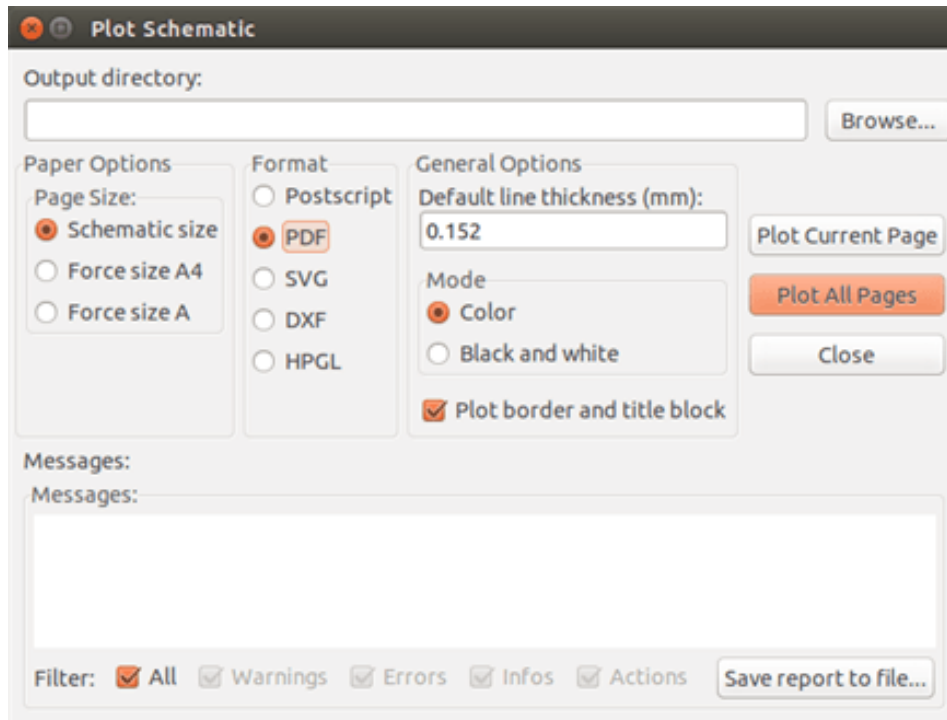 Plot Schematic
Output directory:
Browse...
Paper Options
Page Size:
Schematic size
Force size A4
Force size A
Format
Postscript
PDF
SVG
DXF
HPGL
General Options
Default line thickness (mm):
0.152
Mode
Color
Black and white
Plot border and title block
Plot Current Page
Plot All Pages
Close
Messages:
Messages:
Filter: All Warnings Errors Infos Actions Save report to file...